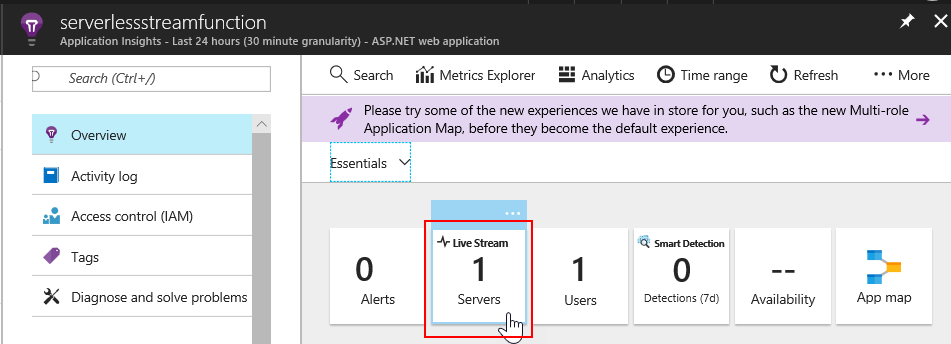 serverlessstreamfunction
Application Insights - Last 24 hours (30 minute granularity) - ASP.NET web application
Search (Ctrl+/)
Overview
Activity log
Access control (IAM)
Tags
Diagnose and solve problems
Search
Metrics Explorer
Analytics
Time range
Refresh
More
Please try some of the new experiences we have in store for you, such as the new Multi-role
Application Map, before they become the default experience.
Essentials
0
Alerts
Live Stream
1
Servers
1
Users
Smart Detection
0
Detections (7d)
--
Availability
App map